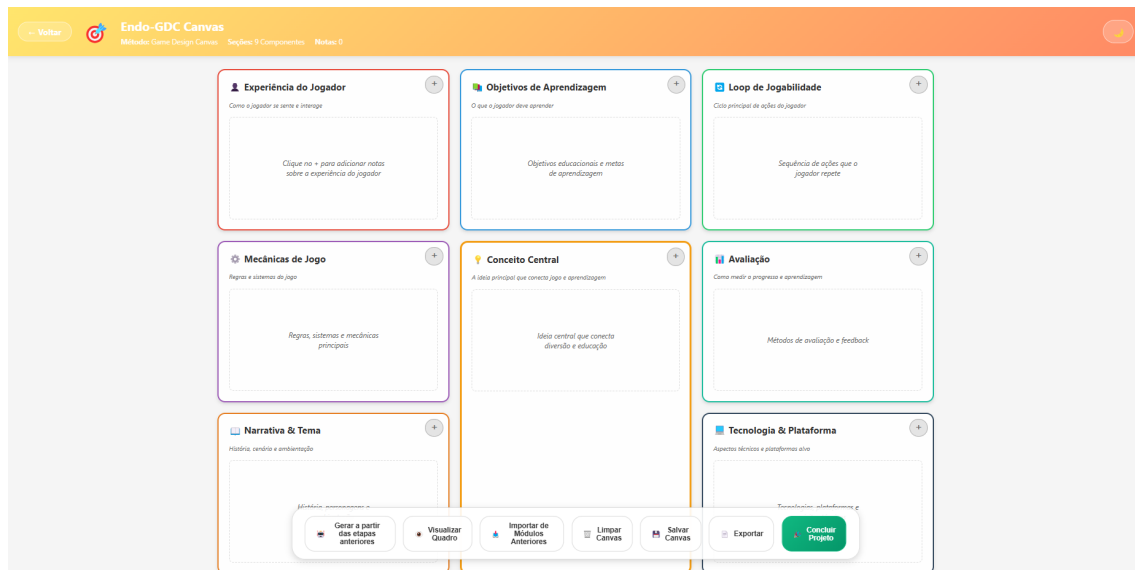 ← Voltar
Endo-GDC Canvas
Método: Game Design Canvas Seções: 9 Componentes Notas: 0
Experiência do Jogador +
Como o jogador se sente e interage
Clique no + para adicionar notas
sobre a experiência do jogador
Objetivos de Aprendizagem +
O que o jogador deve aprender
Objetivos educacionais e metas
de aprendizagem
Loop de Jogabilidade +
Ciclo principal de ações do jogador
Sequência de ações que o
jogador repete
Mecânicas de Jogo +
Regras e sistemas do jogo
Regras, sistemas e mecânicas
principais
Conceito Central +
A ideia principal que conecta jogo e aprendizagem
Ideia central que conecta
diversão e educação
Avaliação +
Como medir o progresso e aprendizagem
Métodos de avaliação e feedback
Narrativa & Tema +
História, cenário e ambientação
Tecnologia & Plataforma +
Aspectos técnicos e plataformas alvo
Gerar a partir
das etapas
anteriores
Visualizar
Quadro
Importar de
Módulos
Anteriores
Limpar
Canvas
Salvar
Canvas
Exportar
Concluir
Projeto